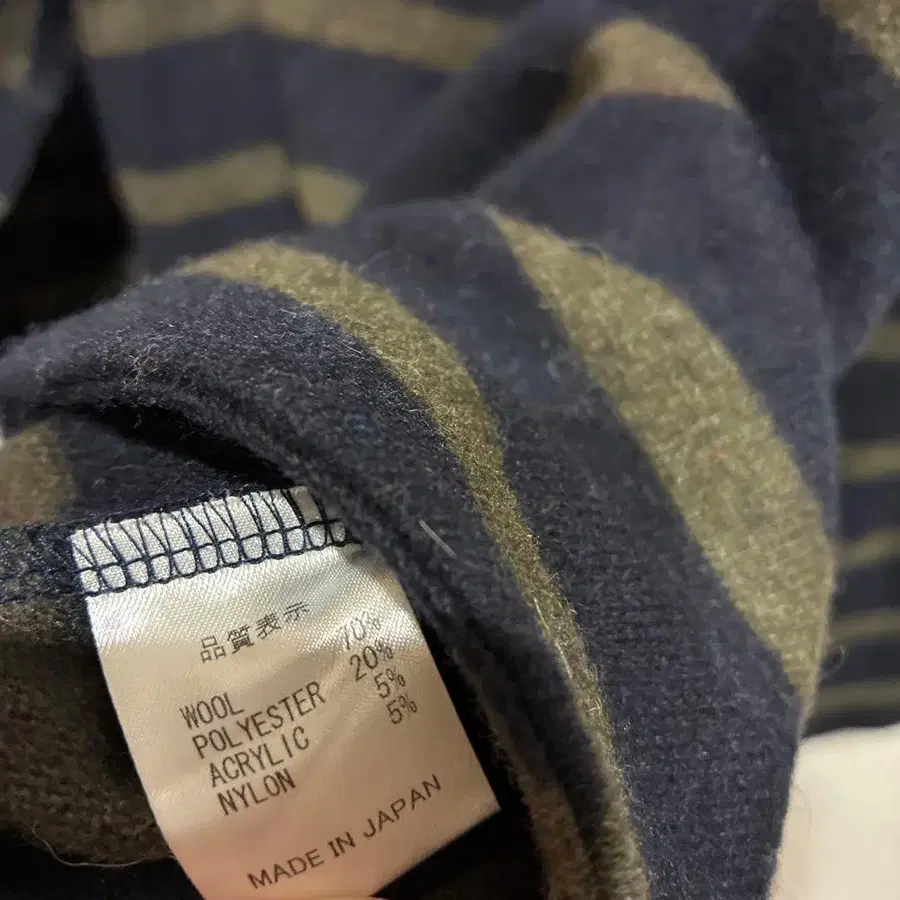 品質表示
WOOL 70%
POLYESTER 20%
ACRYLIC 5%
NYLON 5%
MADE IN JAPAN